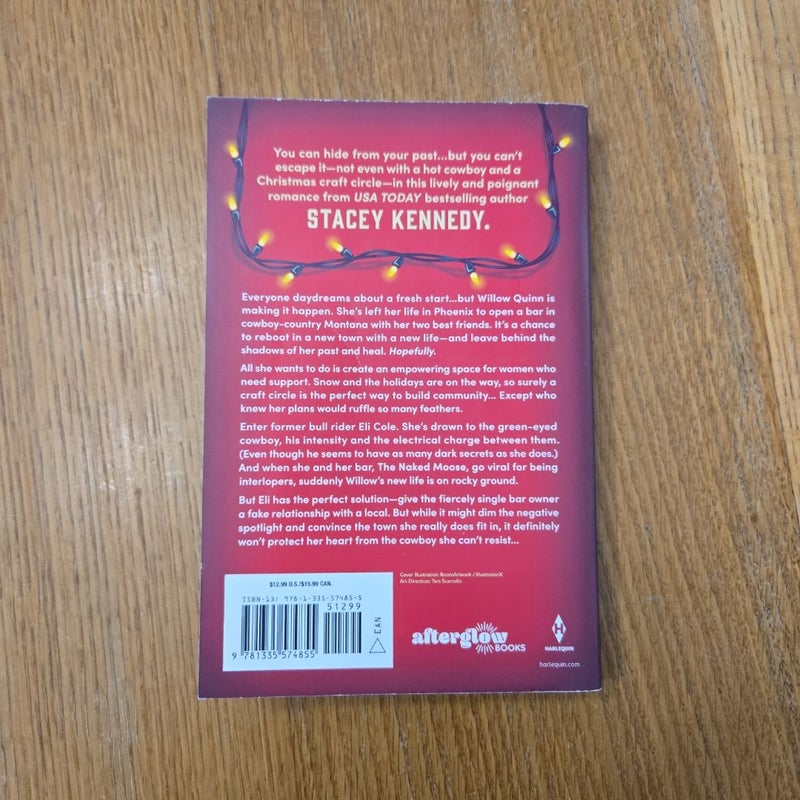 You can hide from your past...but you can't
escape it—not even with a hot cowboy and a
Christmas craft circle—in this lively and poignant
romance from USA TODAY bestselling author
STACEY KENNEDY.
Everyone daydreams about a fresh start...but Willow Quinn is
making it happen. She's left her life in Phoenix to open a bar in
cowboy-country Montana with her two best friends. It's a chance
to reboot in a new town with a new life—and leave behind the
shadows of her past and heal. Hopefully.
All she wants to do is create an empowering space for women who
need support. Snow and the holidays are on the way, so surely a
craft circle is the perfect way to build community... Except who
knew her plans would ruffle so many feathers.
Enter former bull rider Eli Cole. She's drawn to the green-eyed
cowboy, his intensity and the electrical charge between them.
(Even though he seems to have as many dark secrets as she does.)
And when she and her bar, The Naked Moose, go viral for being
interlopers, suddenly Willow's new life is on rocky ground.
But Eli has the perfect solution—give the fiercely single bar owner
a fake relationship with a local. But while it might dim the negative
spotlight and convince the town she really does fit in, it definitely
won't protect her heart from the cowboy she can't resist...
$12.99 U.S./$15.99 CAN.
ISBN-13: 978-1-335-57485-5
51299
EAN
9 781335 574855
Cover Illustration: BoomArtwork / IllustrationX
Art Direction: Tara Scarcello
afterglow
BOOKS
HARLEQUIN
harlequin.com